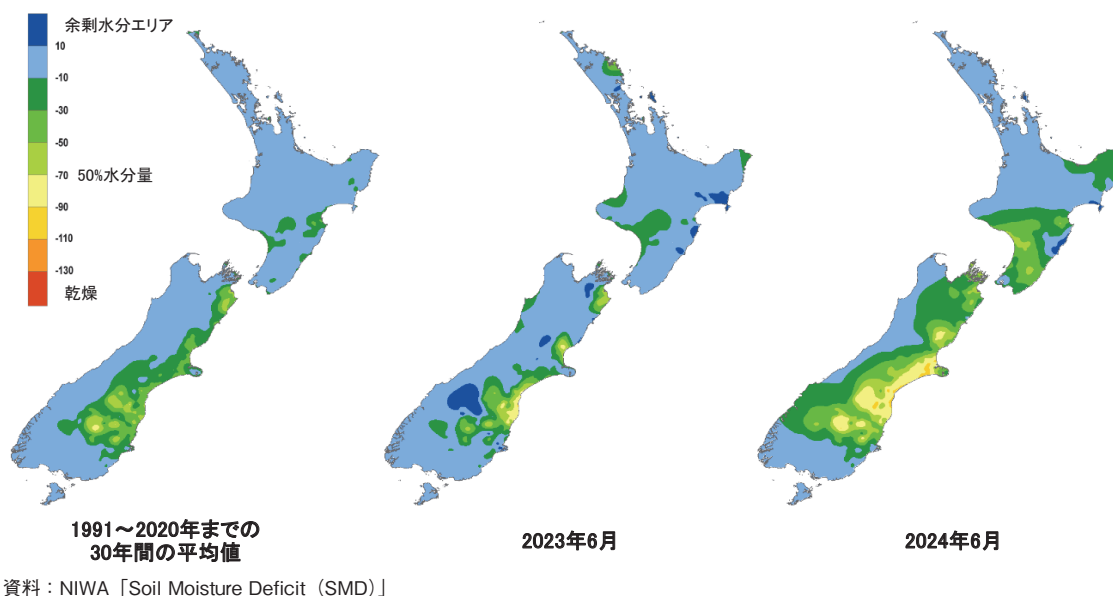 余剰水分エリア
10
-10
-30
-50
-70 50%水分量
-90
-110
-130
乾燥
1991～2020年までの
30年間の平均値
2023年6月
2024年6月
資料：NIWA「Soil Moisture Deficit（SMD）」